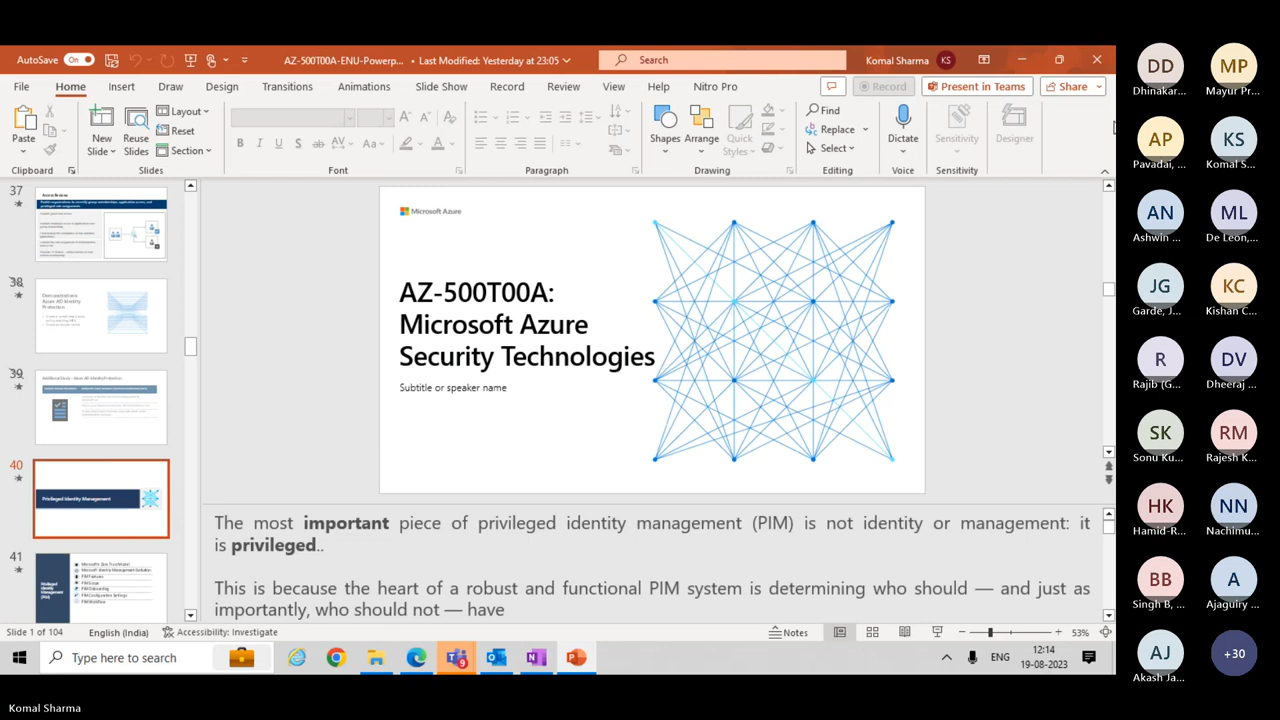 AutoSave On
AZ-500T00A-ENU-Powerp... • Last Modified: Yesterday at 23:05
Search
Komal Sharma KS
File Home Insert Draw Design Transitions Animations Slide Show Record Review View Help Nitro Pro
Record Present in Teams Share
Paste
New Slide
Reuse Slides
Layout
Reset
Section
Shapes
Arrange
Quick Styles
Find
Replace
Select
Dictate
Sensitivity
Designer
Clipboard Slides Font Paragraph Drawing Editing Voice Sensitivity
37
38
39
40
Privileged Identity Management
41
Microsoft Azure
AZ-500T00A:
Microsoft Azure
Security Technologies
Subtitle or speaker name
The most important piece of privileged identity management (PIM) is not identity or management: it
is privileged..
This is because the heart of a robust and functional PIM system is determining who should — and just as
importantly, who should not — have
Slide 1 of 104 English (India) Accessibility: Investigate Notes 53%
Type here to search
9
ENG
12:14
19-08-2023
DD
Dhinakar...
MP
Mayur Pr...
AP
Pavadai, ...
KS
Komal S...
AN
Ashwin ...
ML
De Leon,...
JG
Garde, J...
KC
Kishan C...
R
Rajib (G...
DV
Dheeraj ...
SK
Sonu Ku...
RM
Rajesh K...
HK
Hamid-R...
NN
Nachimu...
BB
Singh B, ...
A
Ajaguiry ...
AJ
Akash Ja...
+30
Komal Sharma